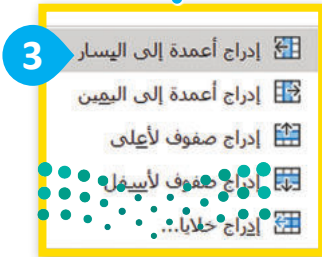 3
إدراج أعمدة إلى اليسار
إدراج أعمدة إلى اليمين
إدراج صفوف لأعلى
إدراج صفوف لأسفل
إدراج خلايا...